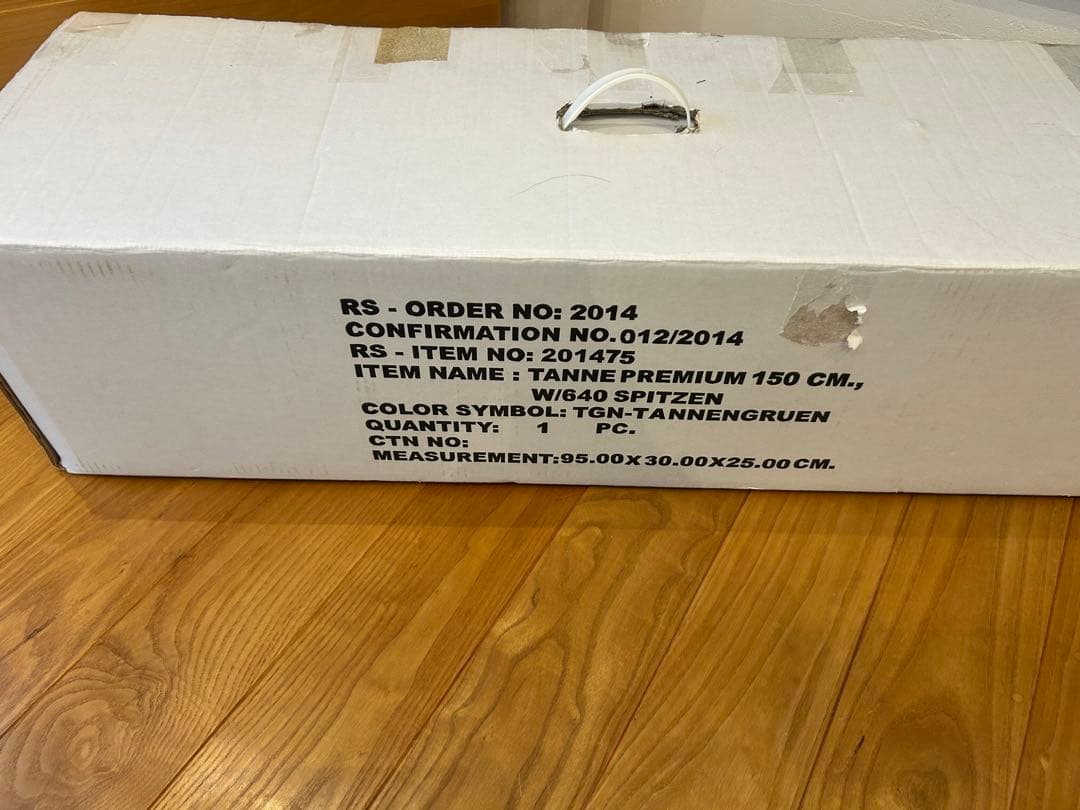 RS - ORDER NO: 2014
CONFIRMATION NO.012/2014
RS - ITEM NO: 201475
ITEM NAME : TANNE PREMIUM 150 CM.,
W/640 SPITZEN
COLOR SYMBOL: TGN-TANNENGRUEN
QUANTITY: 1 PC.
CTN NO:
MEASUREMENT:95.00X30.00X25.00CM.